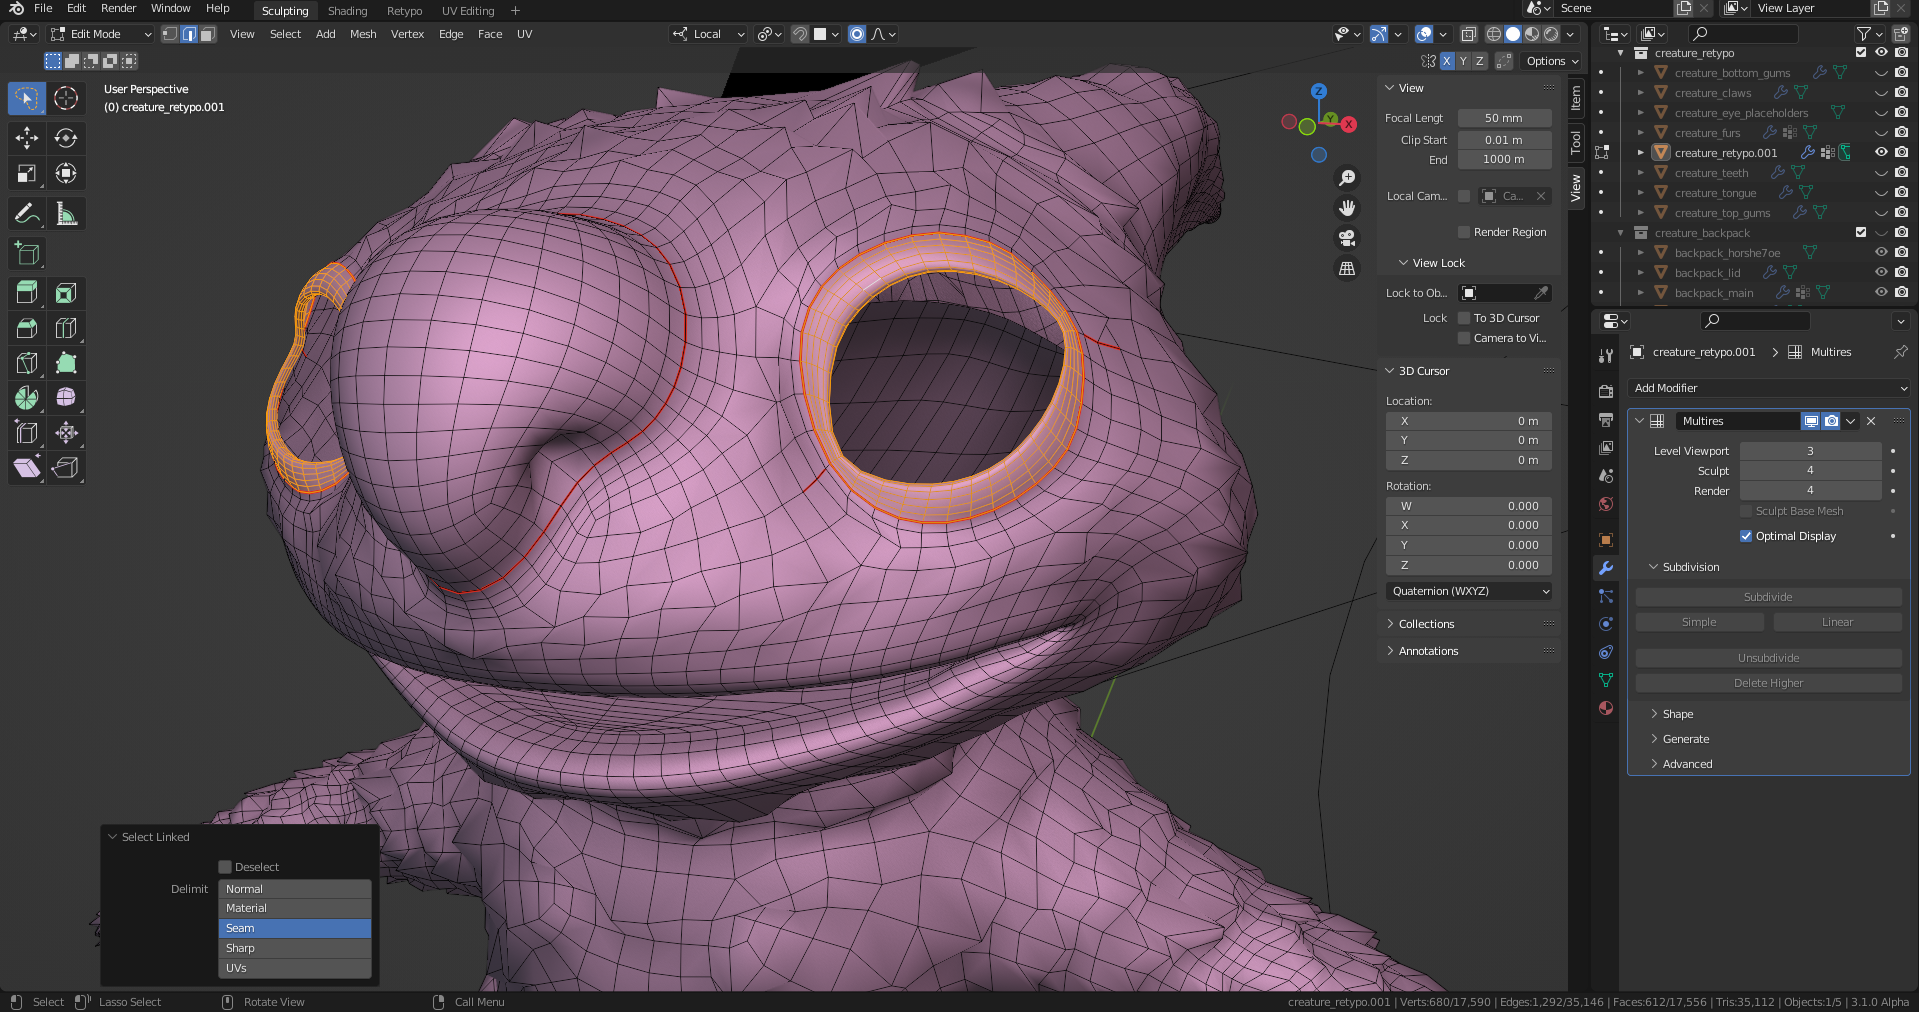 File Edit Render Window Help Sculpting Shading Retypo UV Editing + Scene View Layer
Edit Mode View Select Add Mesh Vertex Edge Face UV Local
X Y Z Options
User Perspective
(0) creature_retypo.001
Z
Y
X
View
Focal Lengt 50 mm
Clip Start 0.01 m
End 1000 m
Local Cam... Ca...
Render Region
View Lock
Lock to Ob...
Lock To 3D Cursor
Camera to Vi...
3D Cursor
Location:
X 0 m
Y 0 m
Z 0 m
Rotation:
W 0.000
X 0.000
Y 0.000
Z 0.000
Quaternion (WXYZ)
Collections
Annotations
Item
Tool
View
creature_retypo
creature_bottom_gums
creature_claws
creature_eye_placeholders
creature_furs
creature_retypo.001
creature_teeth
creature_tongue
creature_top_gums
creature_backpack
backpack_horshe7oe
backpack_lid
backpack_main
creature_retypo.001 > Multires
Add Modifier
Multires
Level Viewport 3
Sculpt 4
Render 4
Sculpt Base Mesh
Optimal Display
Subdivision
Subdivide
Simple Linear
Unsubdivide
Delete Higher
Shape
Generate
Advanced
Select Linked
Deselect
Delimit Normal
Material
Seam
Sharp
UVs
Select Lasso Select Rotate View Call Menu creature_retypo.001 | Verts:680/17,590 | Edges:1,292/35,146 | Faces:612/17,556 | Tris:35,112 | Objects:1/5 | 3.1.0 Alpha